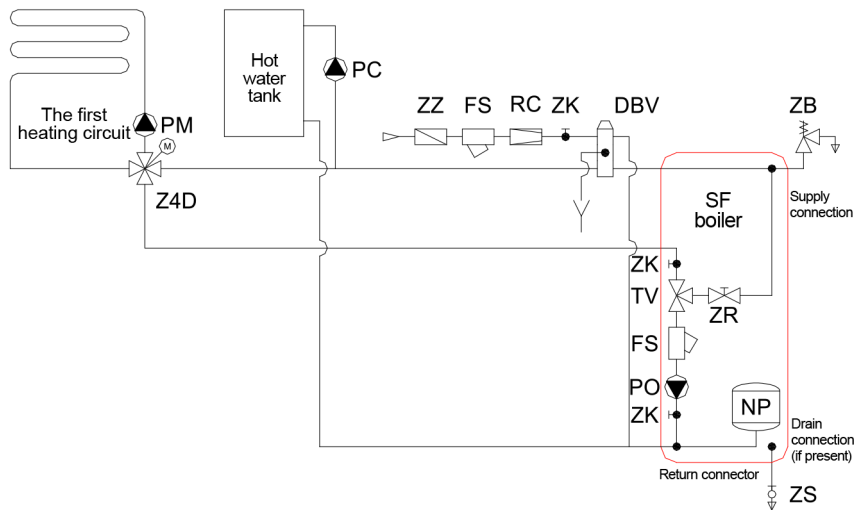 Hot
water
tank
PC
The first
heating circuit
PM
M
Z4D
ZZ
FS
RC
ZK
DBV
ZB
SF
boiler
Supply
connection
ZK
TV
ZR
FS
PO
ZK
NP
Drain
connection
(if present)
Return connector
ZS